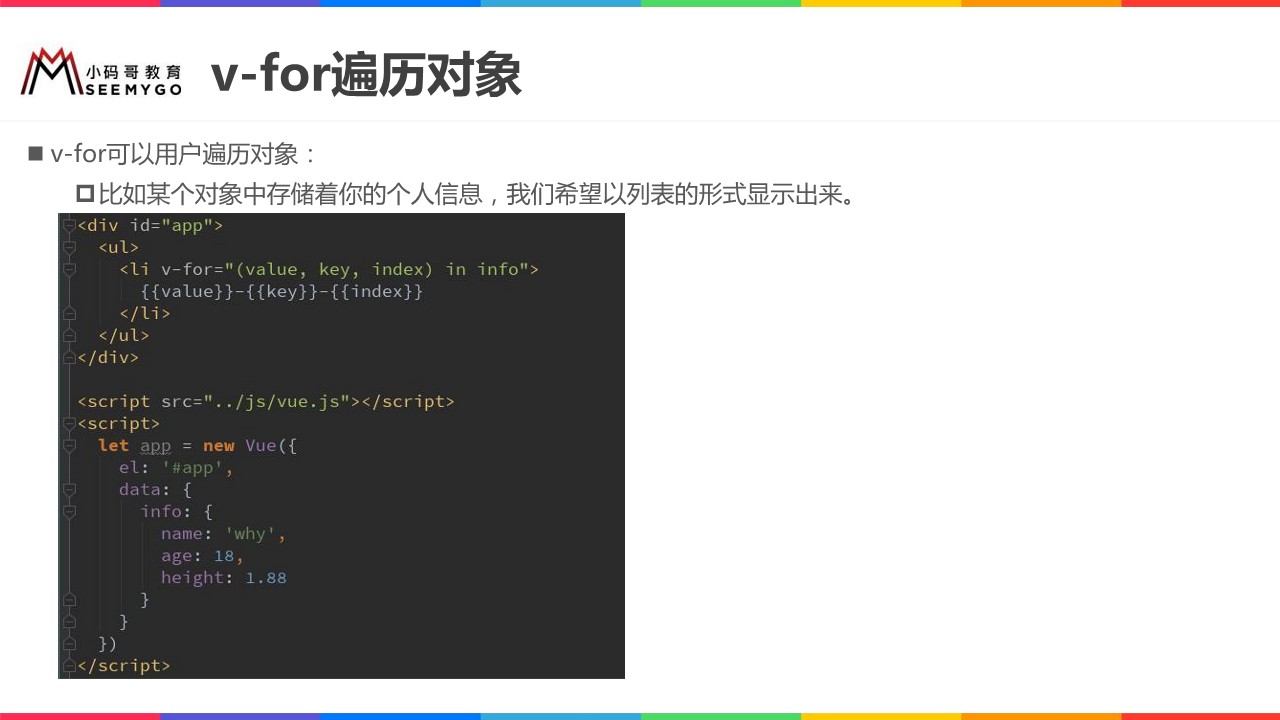 小码哥教育
SEEMYGO
v-for遍历对象
v-for可以用户遍历对象：
比如某个对象中存储着你的个人信息，我们希望以列表的形式显示出来。
<div id="app">
  <ul>
    <li v-for="(value, key, index) in info">
      {{value}}-{{key}}-{{index}}
    </li>
  </ul>
</div>
<script src="../js/vue.js"></script>
<script>
  let app = new Vue({
    el: '#app',
    data: {
      info: {
        name: 'why',
        age: 18,
        height: 1.88
      }
    }
  })
</script>